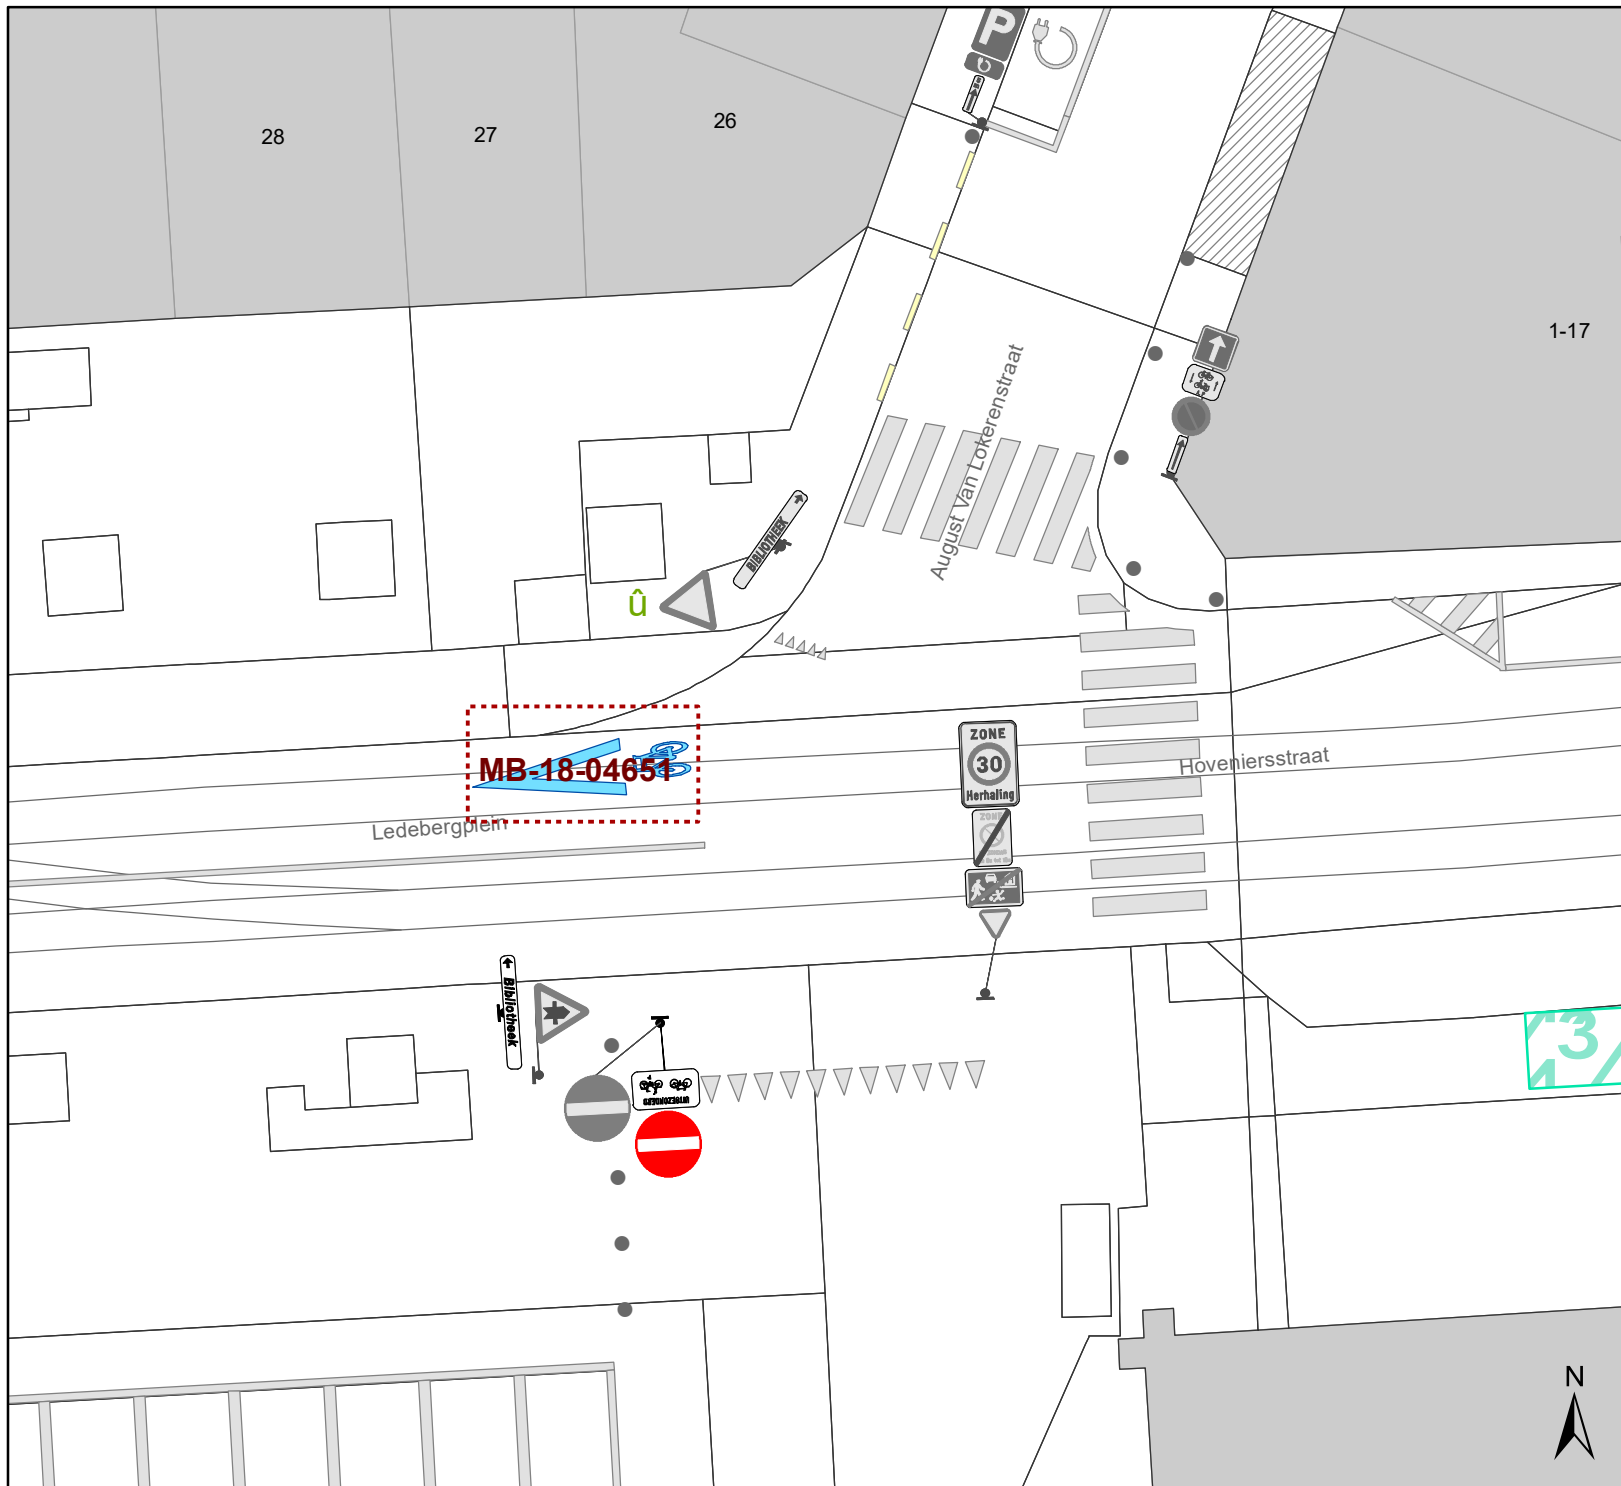 P
28
27
26
1-17
August Van Lokerenstraat
BIBLIOTHEEK
û
MB-18-04651
ZONE
30
Herhaling
Hoveniersstraat
Ledebergplein
ZONE
Bibliotheek
UITGEZONDERD
3/
N